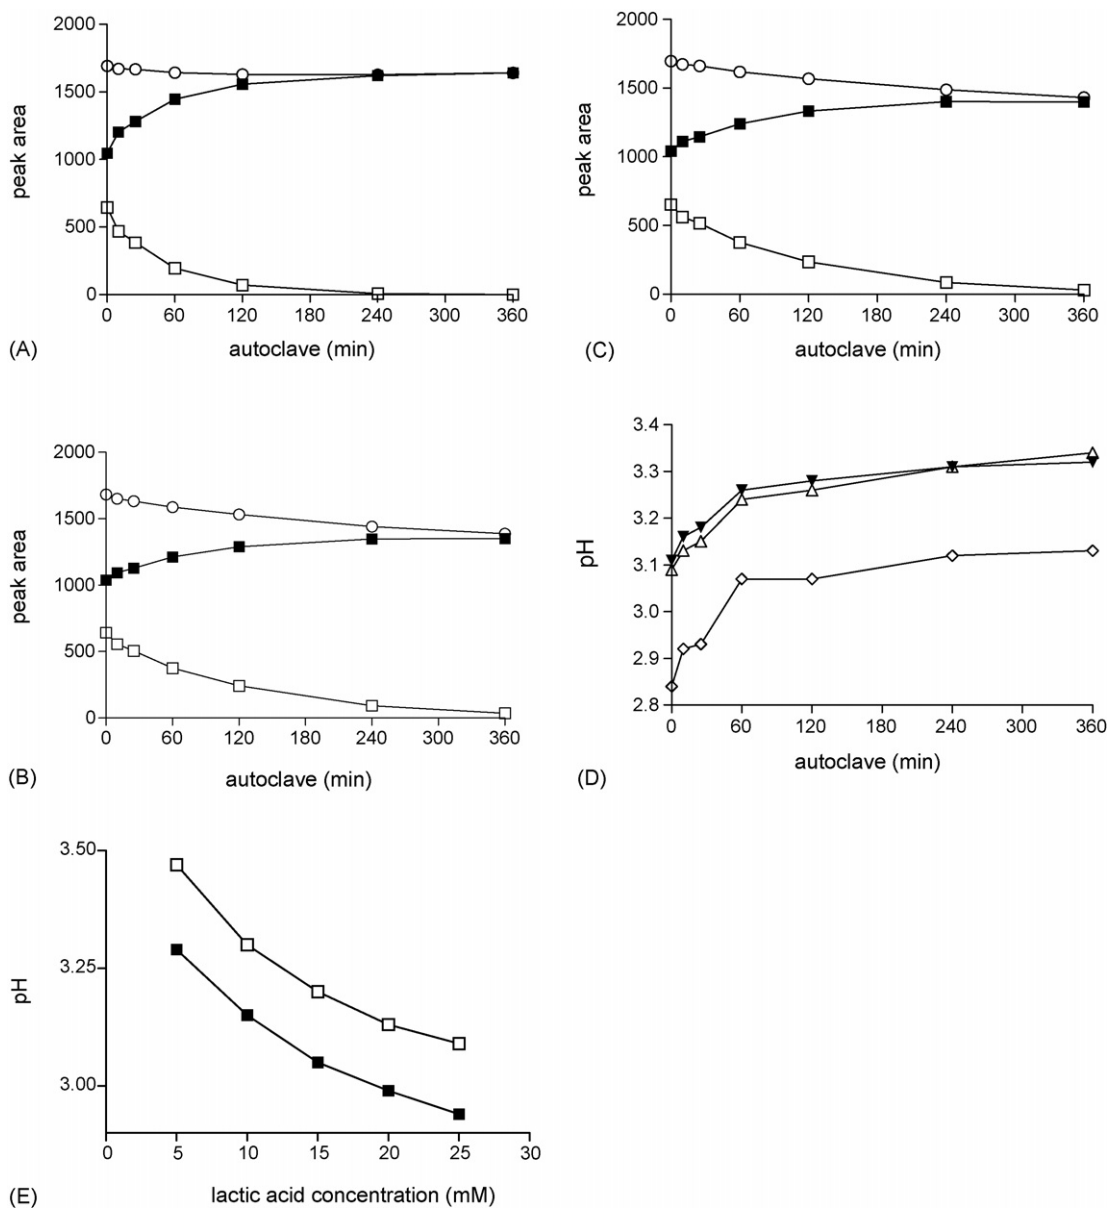 2000
1500
1000
500
0
peak area
0 60 120 180 240 300 360
autoclave (min)
(A)
2000
1500
1000
500
0
peak area
0 60 120 180 240 300 360
autoclave (min)
(C)
2000
1500
1000
500
0
peak area
0 60 120 180 240 300 360
autoclave (min)
(B)
3.4
3.3
3.2
3.1
3.0
2.9
2.8
pH
0 60 120 180 240 300 360
autoclave (min)
(D)
3.50
3.25
3.00
pH
0 5 10 15 20 25 30
lactic acid concentration (mM)
(E)